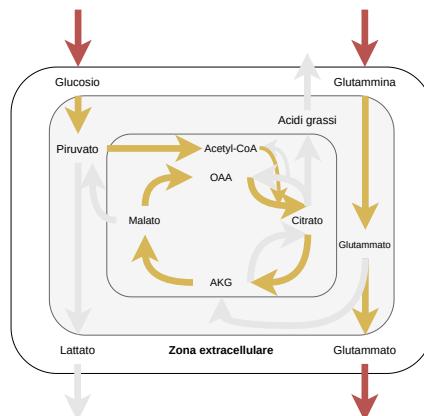 Glucosio
Glutammina
Acidi grassi
Piruvato
Acetyl-CoA
OAA
Malato
Citrato
Glutammato
AKG
Lattato
Zona extracellulare
Glutammato